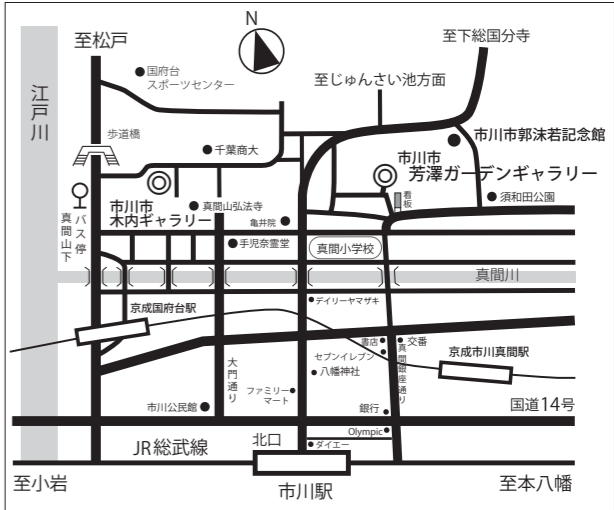 N
至松戸
至下総国分寺
国府台
スポーツセンター
至じゅんさい池方面
江戸川
歩道橋
千葉商大
市川市郭沫若記念館
市川市
芳澤ガーデンギャラリー
市川市
木内ギャラリー
真間山弘法寺
看板
須和田公園
バス停
真間山下
亀井院
手児奈霊堂
真間小学校
真間川
デイリーヤマザキ
京成国府台駅
書店
交番
京成市川真間駅
セブンイレブン
八幡神社
大門通り
真間銀座通り
ファミリー
マート
市川公民館
銀行
国道14号
Olympic
JR総武線
北口
ダイエー
至小岩
市川駅
至本八幡